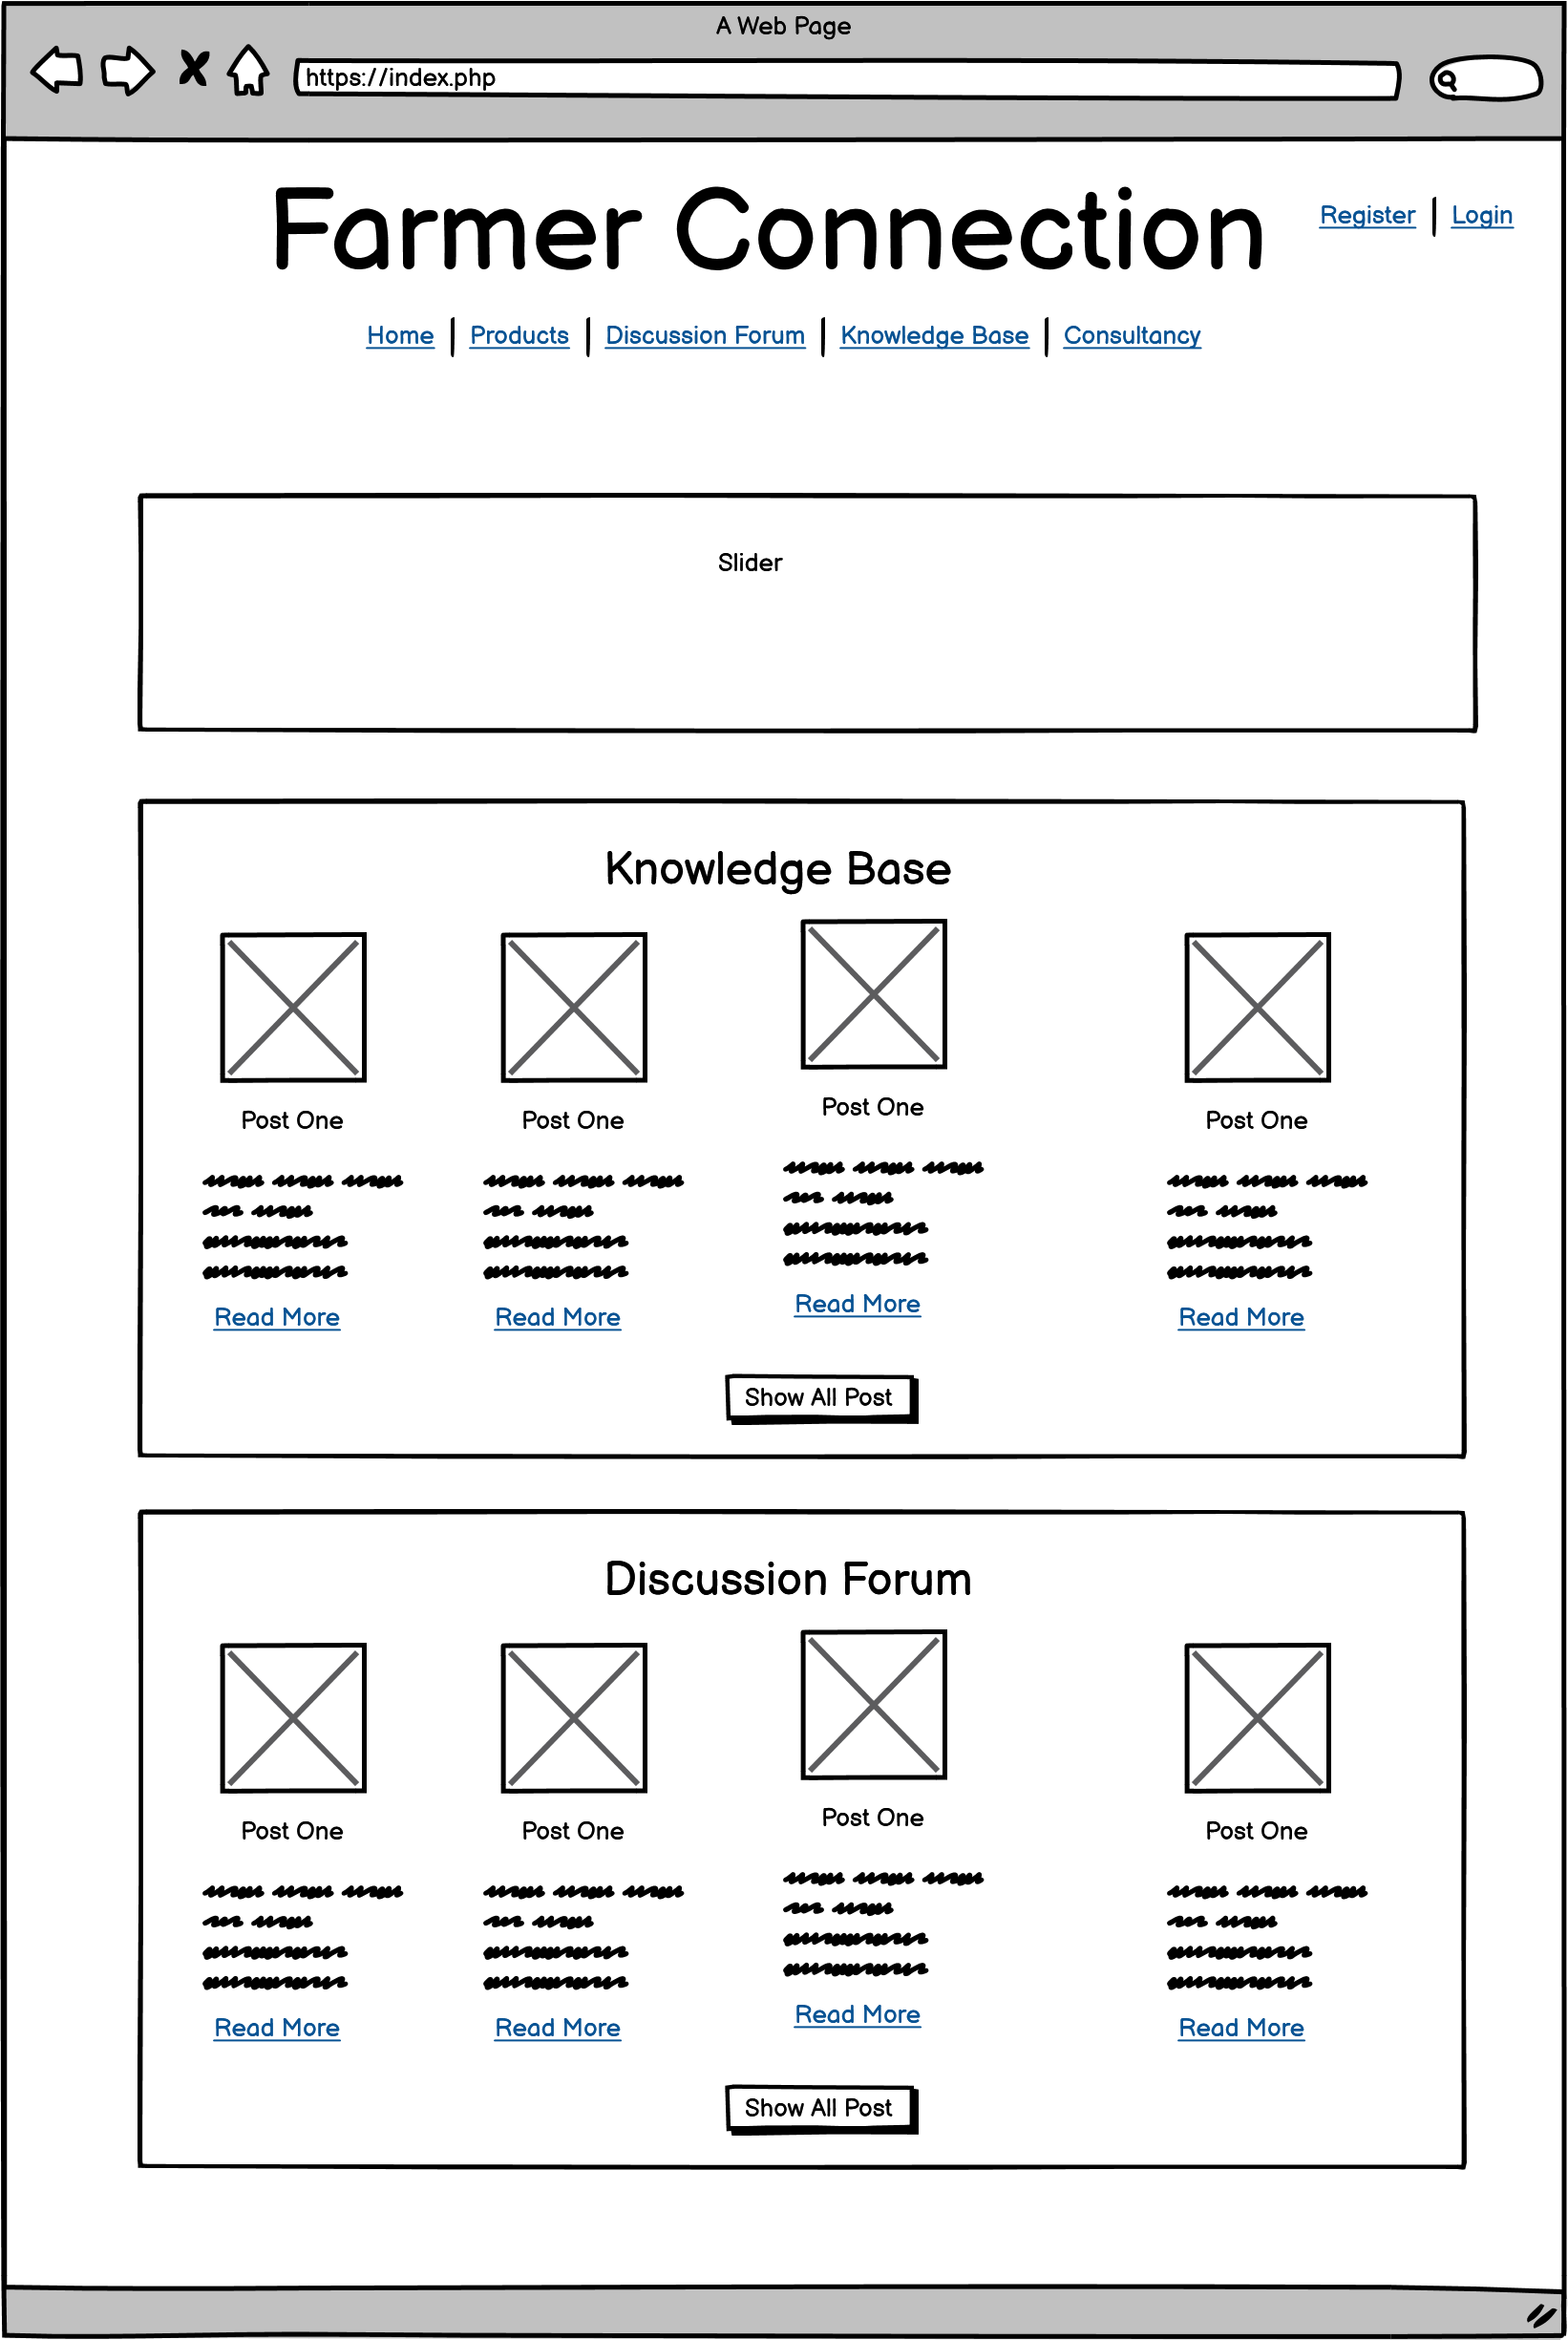 A Web Page
https://index.php
Farmer Connection
Register | Login
Home | Products | Discussion Forum | Knowledge Base | Consultancy
Slider
Knowledge Base
Post One Post One Post One Post One
Read More Read More Read More Read More
Show All Post
Discussion Forum
Post One Post One Post One Post One
Read More Read More Read More Read More
Show All Post